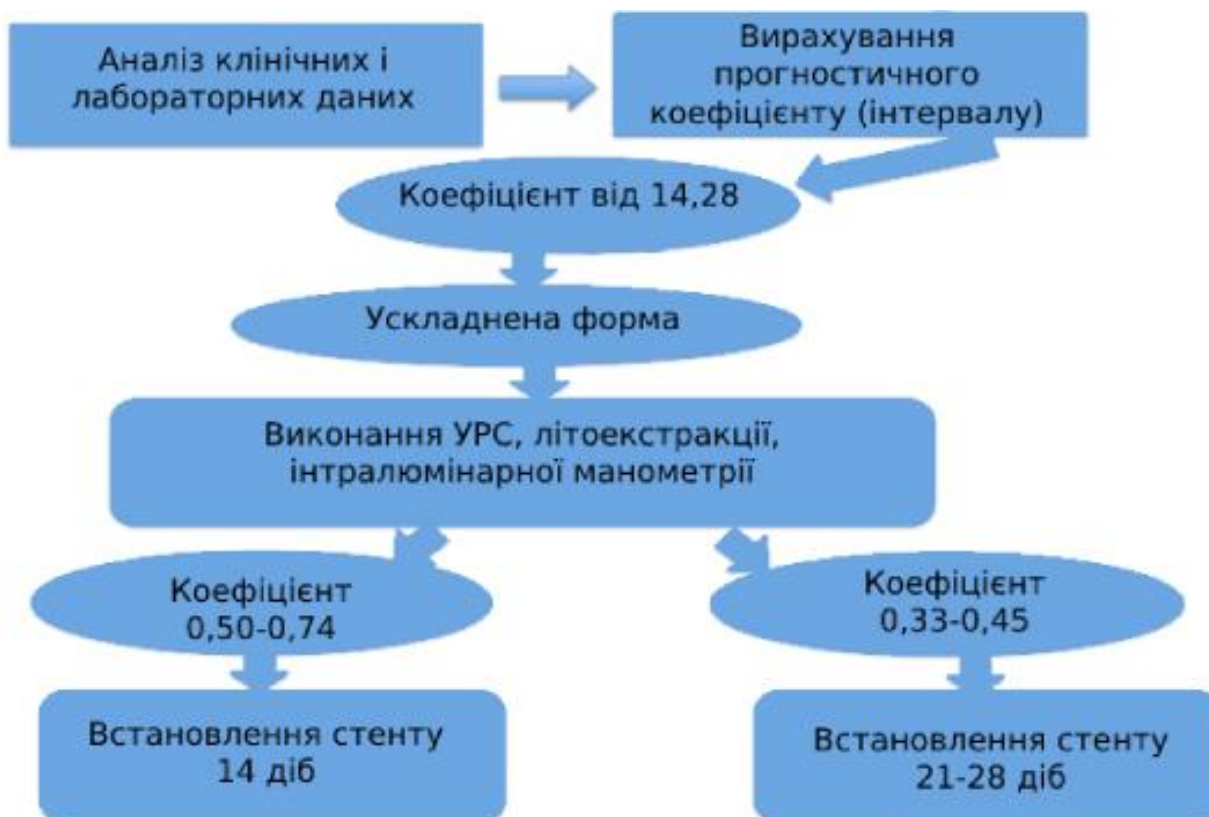 Аналіз клінічних і
лабораторних даних
Вирахування
прогностичного
коефіцієнту (інтервалу)
Коефіцієнт від 14,28
Ускладнена форма
Виконання УРС, літоекстракції,
інтралюмінарної манометрії
Коефіцієнт
0,50-0,74
Коефіцієнт
0,33-0,45
Встановлення стенту
14 діб
Встановлення стенту
21-28 діб